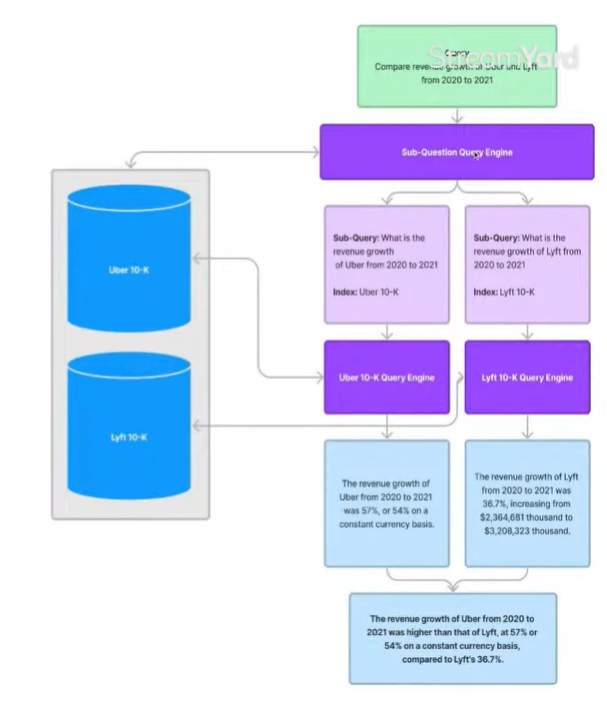 Query
StreamYard
Compare revenue growth of Uber and Lyft
from 2020 to 2021
Sub-Question Query Engine
Uber 10-K
Lyft 10-K
Sub-Query: What is the
revenue growth
of Uber from 2020 to 2021
Index: Uber 10-K
Sub-Query: What is the
revenue growth of Lyft from
2020 to 2021
Index: Lyft 10-K
Uber 10-K Query Engine
Lyft 10-K Query Engine
The revenue growth of
Uber from 2020 to 2021
was 57%, or 54% on a
constant currency basis.
The revenue growth of Lyft
from 2020 to 2021 was
36.7%, increasing from
$2,364,681 thousand to
$3,208,323 thousand.
The revenue growth of Uber from 2020 to
2021 was higher than that of Lyft, at 57% or
54% on a constant currency basis,
compared to Lyft's 36.7%.